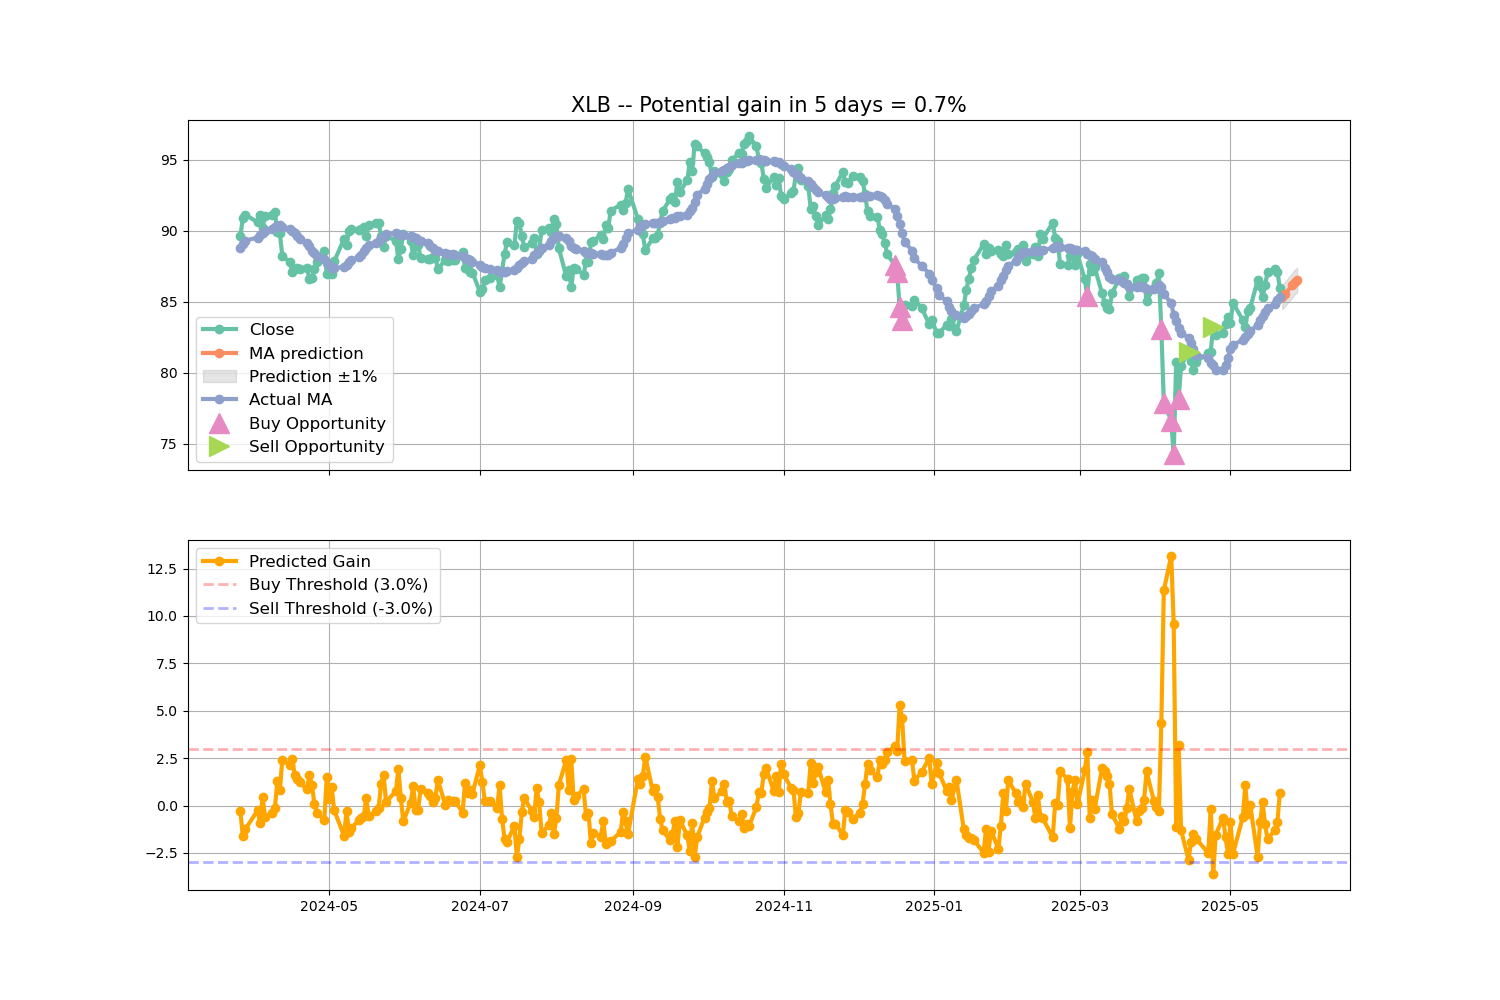 XLB -- Potential gain in 5 days = 0.7%
95
90
85
80
75
Close
MA prediction
Prediction ±1%
Actual MA
Buy Opportunity
Sell Opportunity
12.5
10.0
7.5
5.0
2.5
0.0
−2.5
Predicted Gain
Buy Threshold (3.0%)
Sell Threshold (-3.0%)
2024-05 2024-07 2024-09 2024-11 2025-01 2025-03 2025-05